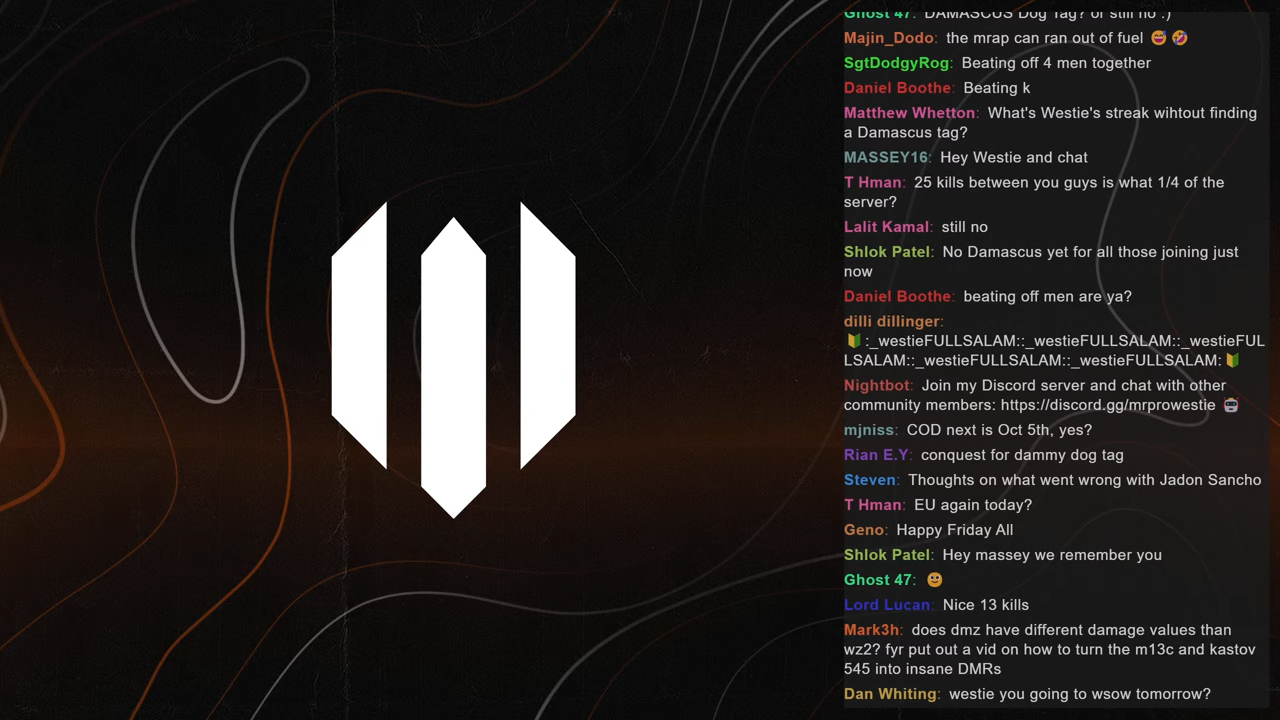 Ghost 47: DAMASCUS Dog Tag? or still no :)
Majin_Dodo: the mrap can ran out of fuel 😅 🤣
SgtDodgyRog: Beating off 4 men together
Daniel Boothe: Beating k
Matthew Whetton: What's Westie's streak wihtout finding
a Damascus tag?
MASSEY16: Hey Westie and chat
T Hman: 25 kills between you guys is what 1/4 of the
server?
Lalit Kamal: still no
Shlok Patel: No Damascus yet for all those joining just
now
Daniel Boothe: beating off men are ya?
dilli dillinger:
🔰:_westieFULLSALAM::_westieFULLSALAM::_westieFUL
LSALAM::_westieFULLSALAM::_westieFULLSALAM:🔰
Nightbot: Join my Discord server and chat with other
community members: https://discord.gg/mrprowestie 🤖
mjniss: COD next is Oct 5th, yes?
Rian E.Y: conquest for dammy dog tag
Steven: Thoughts on what went wrong with Jadon Sancho
T Hman: EU again today?
Geno: Happy Friday All
Shlok Patel: Hey massey we remember you
Ghost 47: 🙂
Lord Lucan: Nice 13 kills
Mark3h: does dmz have different damage values than
wz2? fyr put out a vid on how to turn the m13c and kastov
545 into insane DMRs
Dan Whiting: westie you going to wsow tomorrow?